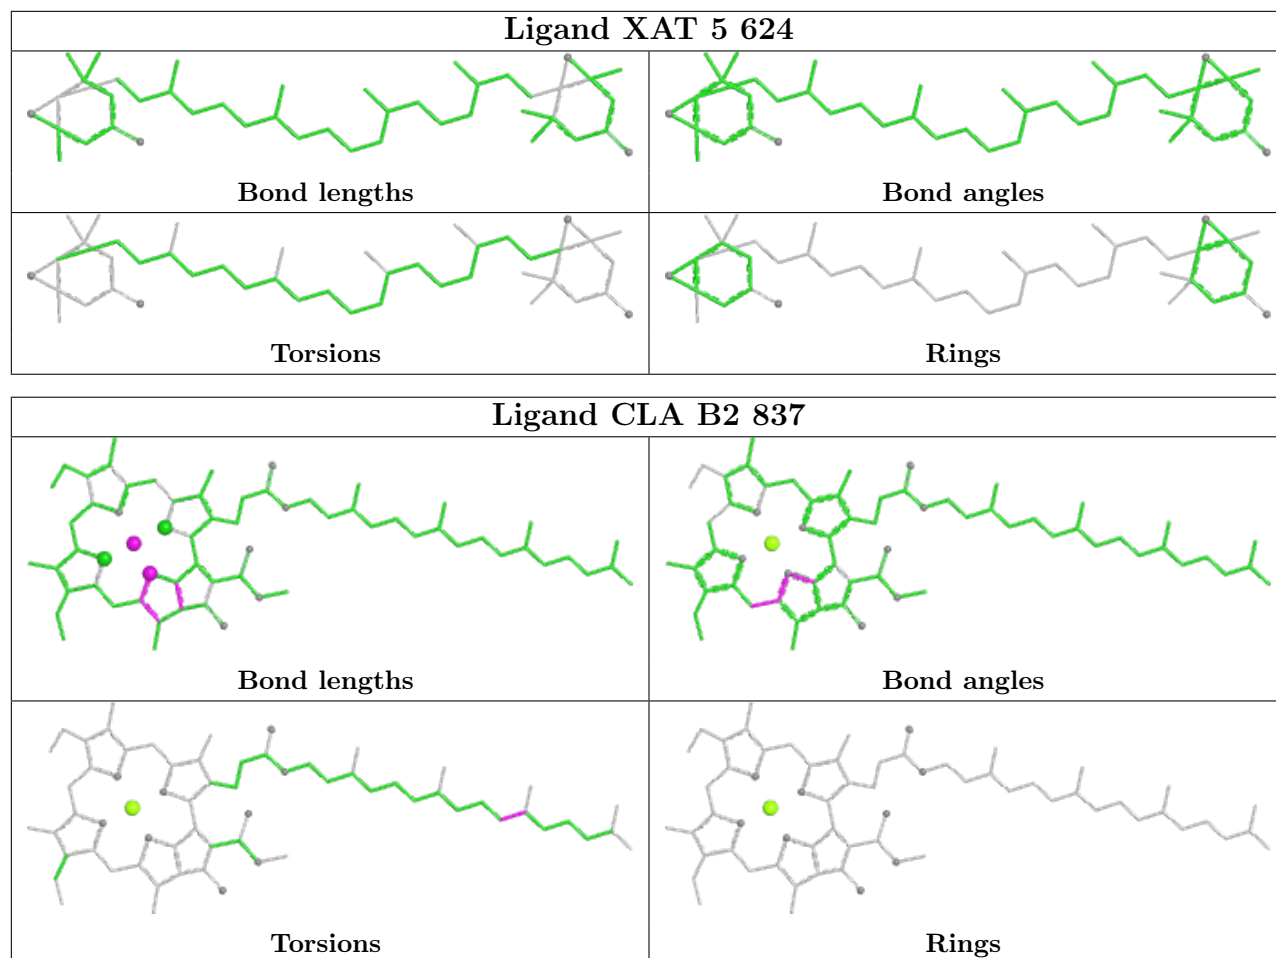 Ligand XAT 5 624
Bond lengths
Bond angles
Torsions
Rings
Ligand CLA B2 837
Bond lengths
Bond angles
Torsions
Rings